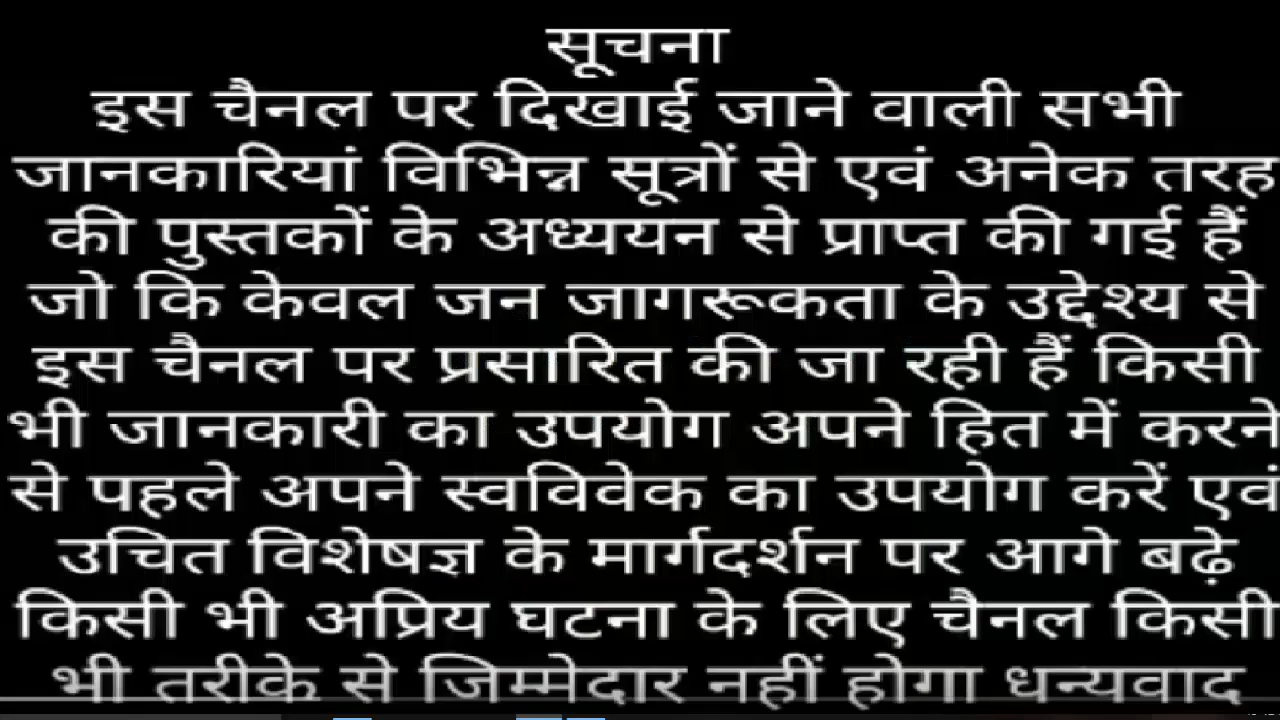 सूचना
इस चैनल पर दिखाई जाने वाली सभी
जानकारियां विभिन्न सूत्रों से एवं अनेक तरह
की पुस्तकों के अध्ययन से प्राप्त की गई हैं
जो कि केवल जन जागरूकता के उद्देश्य से
इस चैनल पर प्रसारित की जा रही हैं किसी
भी जानकारी का उपयोग अपने हित में करने
से पहले अपने स्वविवेक का उपयोग करें एवं
उचित विशेषज्ञ के मार्गदर्शन पर आगे बढ़े
किसी भी अप्रिय घटना के लिए चैनल किसी
भी तरीके से जिम्मेदार नहीं होगा धन्यवाद